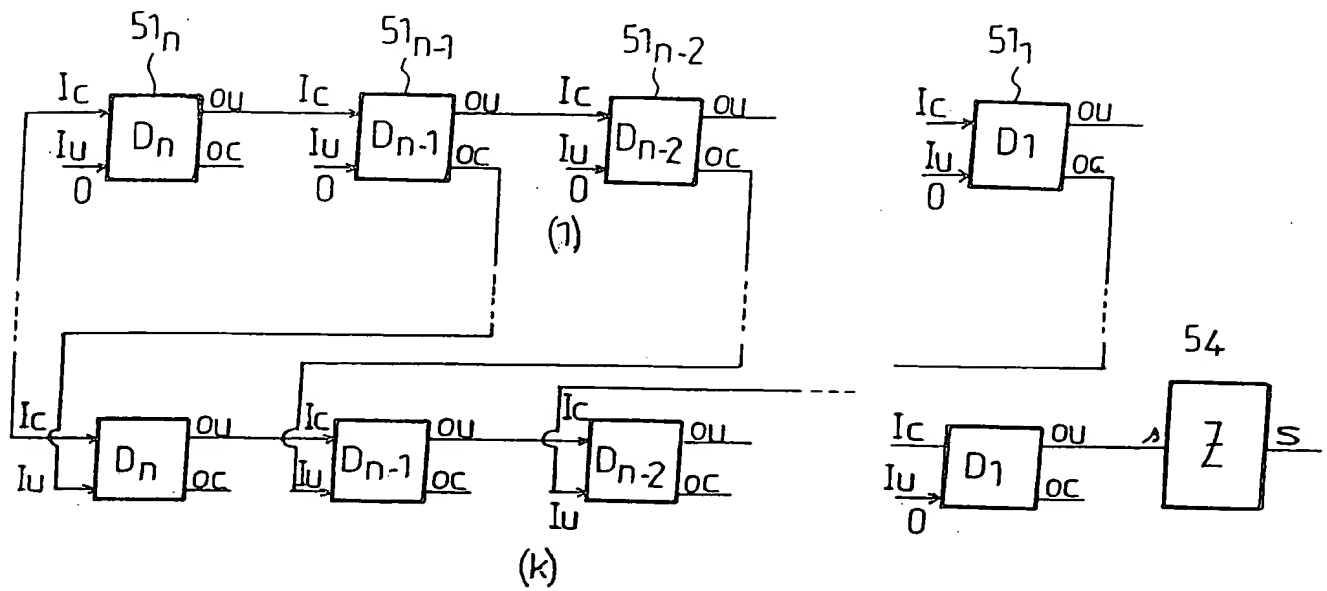 51n 51n-1 51n-2 511
Ic OU Ic OU Ic OU Ic OU
Dn Dn-1 Dn-2 D1
Iu OC Iu OC Iu OC Iu OC
0 0 0 0
(1)
54
Ic OU Ic OU Ic OU Ic OU s Z S
Dn Dn-1 Dn-2 D1
Iu OC Iu OC Iu OC Iu OC
0
(k)